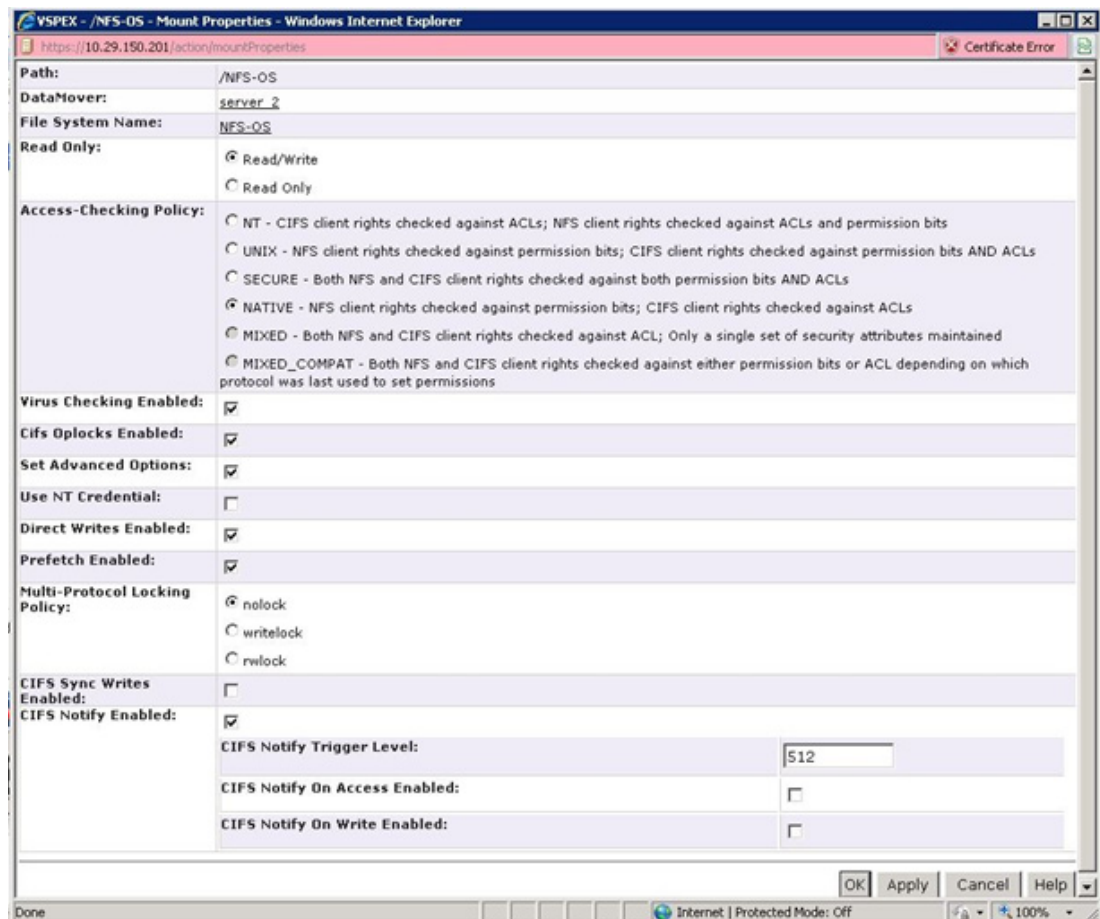 VSPEX - /NFS-OS - Mount Properties - Windows Internet Explorer
https://10.29.150.201/action/mountProperties
Certificate Error
Path:
/NFS-OS
DataMover:
server_2
File System Name:
NFS-OS
Read Only:
Read/Write
Read Only
Access-Checking Policy:
NT - CIFS client rights checked against ACLs; NFS client rights checked against ACLs and permission bits
UNIX - NFS client rights checked against permission bits; CIFS client rights checked against permission bits AND ACLs
SECURE - Both NFS and CIFS client rights checked against both permission bits AND ACLs
NATIVE - NFS client rights checked against permission bits; CIFS client rights checked against ACLs
MIXED - Both NFS and CIFS client rights checked against ACL; Only a single set of security attributes maintained
MIXED_COMPAT - Both NFS and CIFS client rights checked against either permission bits or ACL depending on which
protocol was last used to set permissions
Virus Checking Enabled:
Cifs Oplocks Enabled:
Set Advanced Options:
Use NT Credential:
Direct Writes Enabled:
Prefetch Enabled:
Multi-Protocol Locking
Policy:
nolock
writelock
rwlock
CIFS Sync Writes
Enabled:
CIFS Notify Enabled:
CIFS Notify Trigger Level:
512
CIFS Notify On Access Enabled:
CIFS Notify On Write Enabled:
OK Apply Cancel Help
Done
Internet | Protected Mode: Off
100%